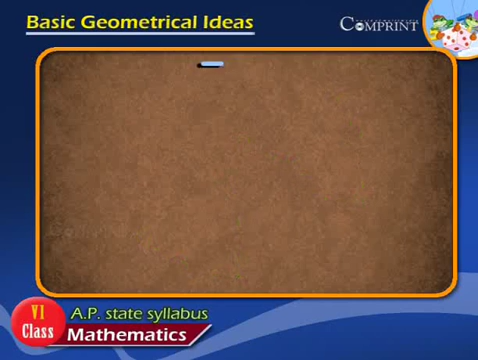 Basic Geometrical Ideas
COMPRINT
VI
Class
A.P. state syllabus
Mathematics